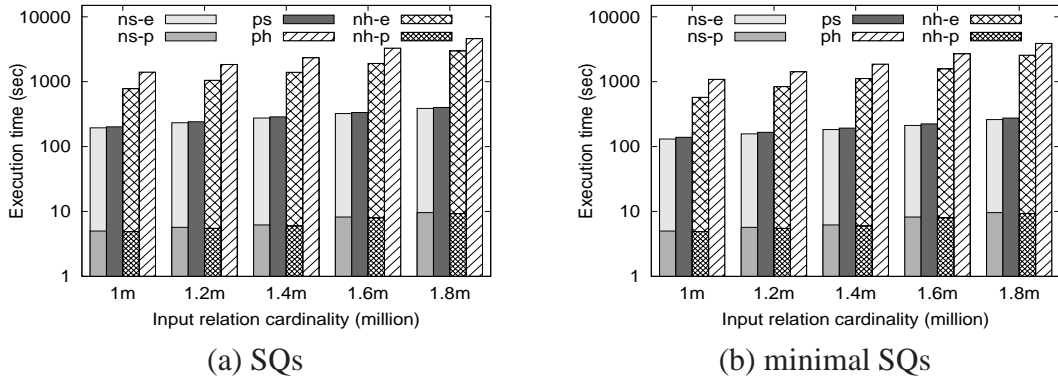 10000
1000
100
10
1
Execution time (sec)
ns-e ps nh-e
ns-p ph nh-p
1m 1.2m 1.4m 1.6m 1.8m
Input relation cardinality (million)
(a) SQs
10000
1000
100
10
1
Execution time (sec)
ns-e ps nh-e
ns-p ph nh-p
1m 1.2m 1.4m 1.6m 1.8m
Input relation cardinality (million)
(b) minimal SQs